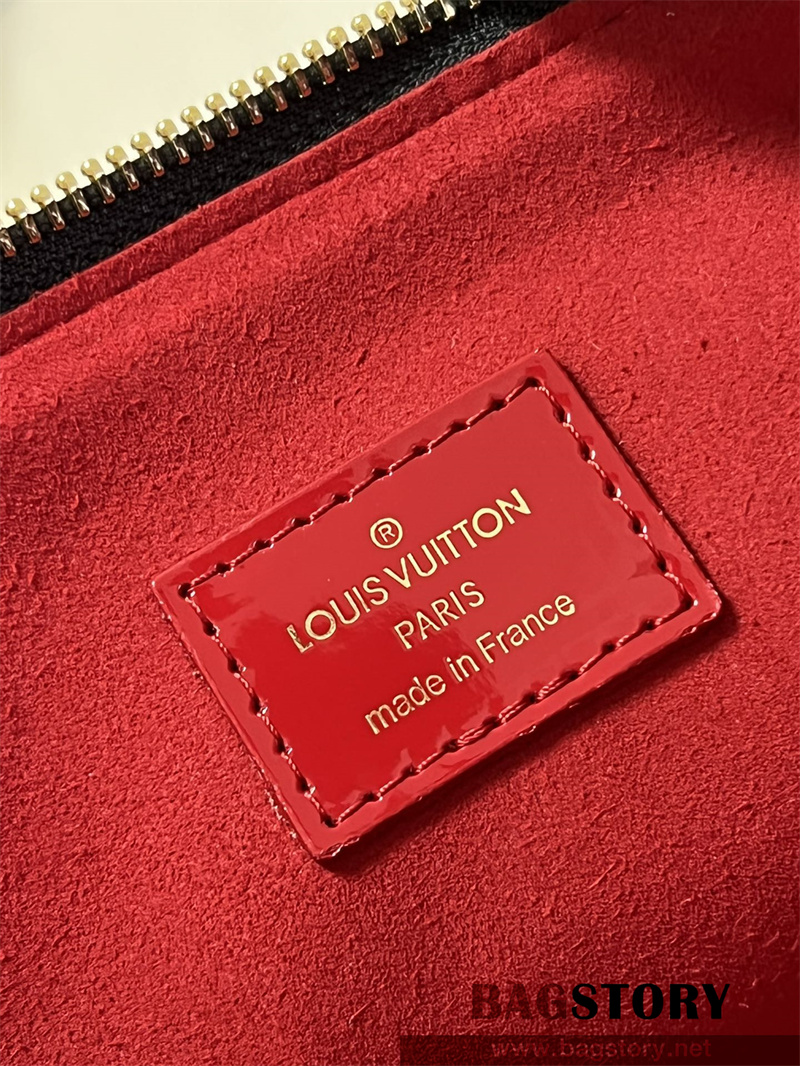 ®
LOUIS VUITTON
PARIS
made in France
BAGSTORY
www.bagstory.net